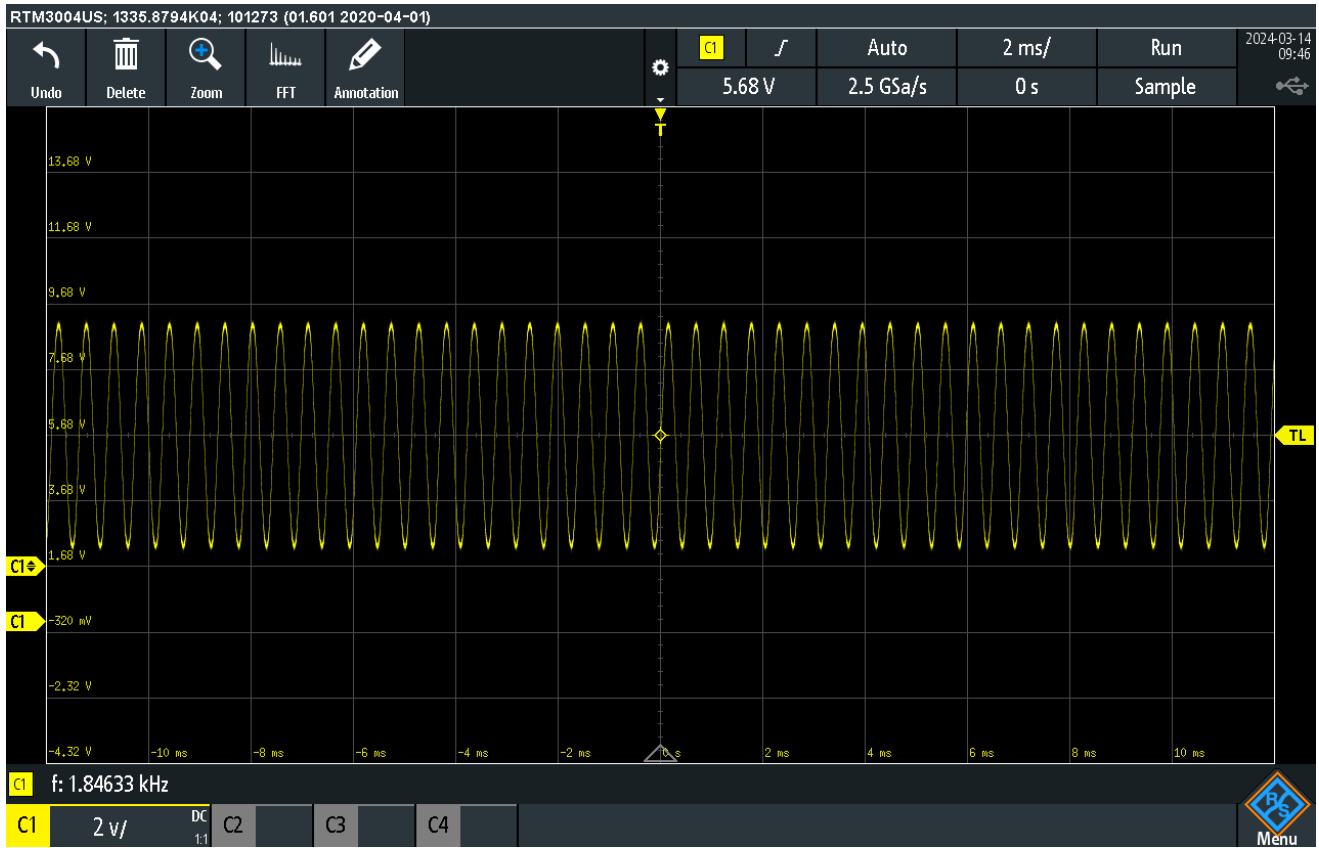 RTM3004US; 1335.8794K04; 101273 (01.601 2020-04-01)
Undo Delete Zoom FFT Annotation
C1 Auto 2 ms/ Run 2024-03-14
09:46
5.68 V 2.5 GSa/s 0 s Sample
T
13.68 V
11.68 V
9.68 V
7.68 V
5.68 V
TL
3.68 V
1.68 V
C1
C1 -320 mV
-2.32 V
-4.32 V -10 ms -8 ms -6 ms -4 ms -2 ms 0 s 2 ms 4 ms 6 ms 8 ms 10 ms
C1 f: 1.84633 kHz
C1 2 V/ DC
1:1
C2 C3 C4
R S
Menu